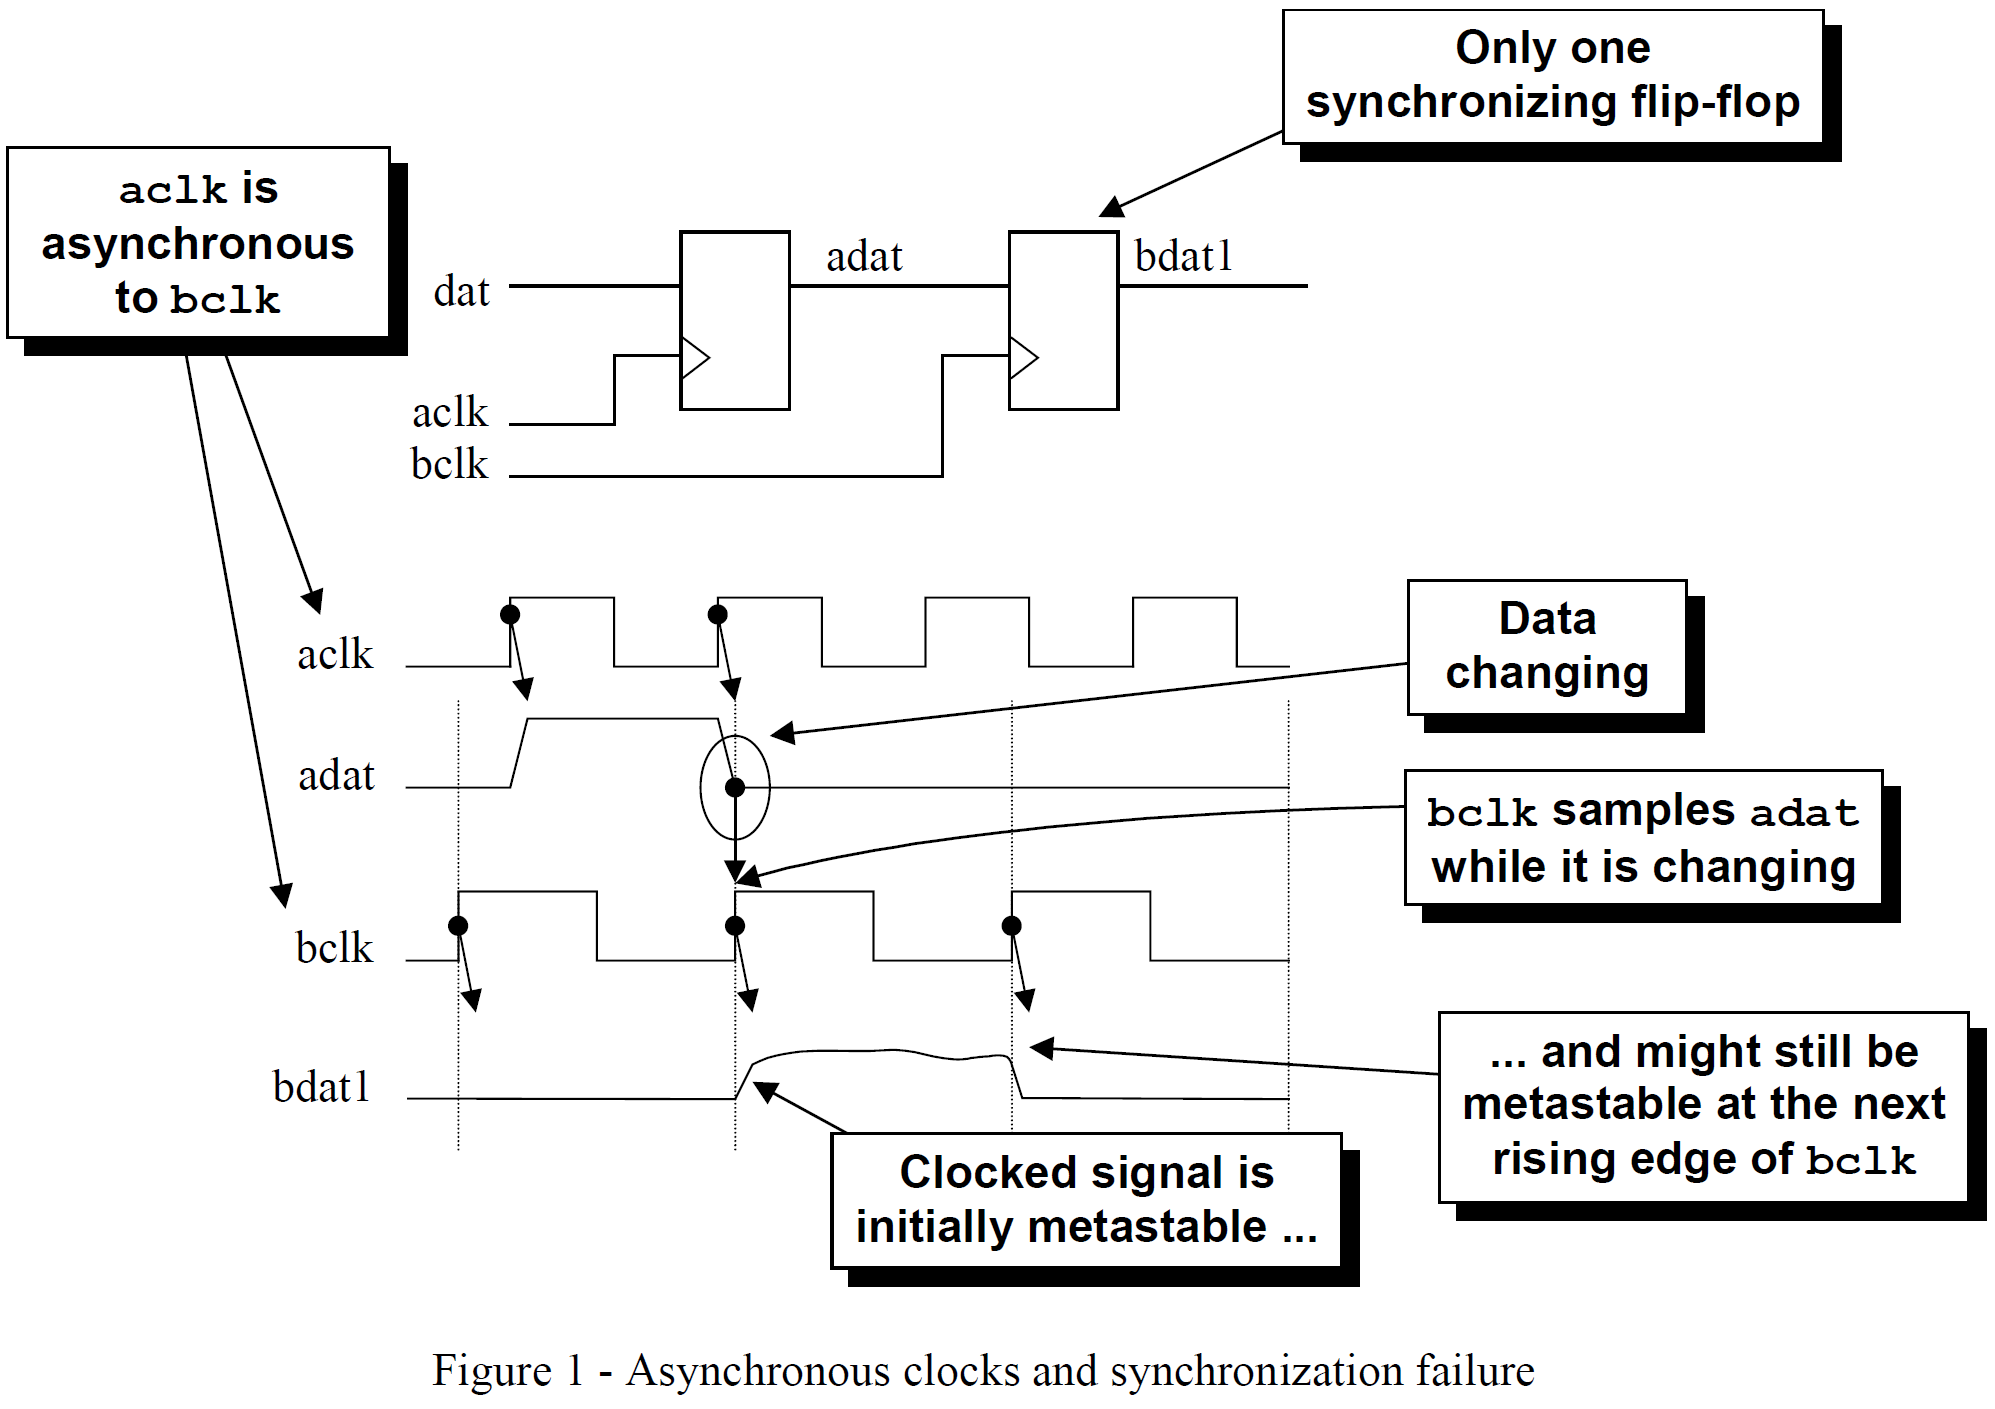 Only one
synchronizing flip-flop
aclk is
asynchronous
to bclk
dat
adat
bdat1
aclk
bclk
aclk
Data
changing
adat
bclk samples adat
while it is changing
bclk
... and might still be
metastable at the next
rising edge of bclk
bdat1
Clocked signal is
initially metastable ...
Figure 1 - Asynchronous clocks and synchronization failure